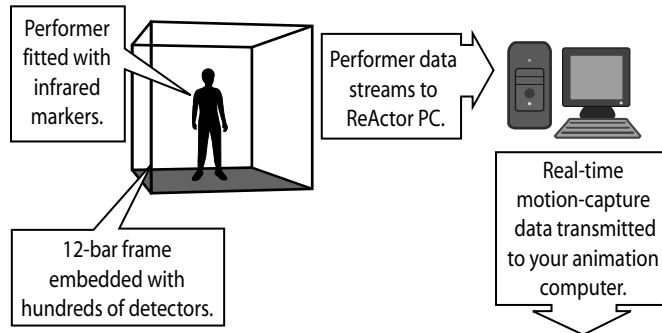 Performer
fitted with
infrared
markers.
Performer data
streams to
ReActor PC.
12-bar frame
embedded with
hundreds of detectors.
Real-time
motion-capture
data transmitted
to your animation
computer.